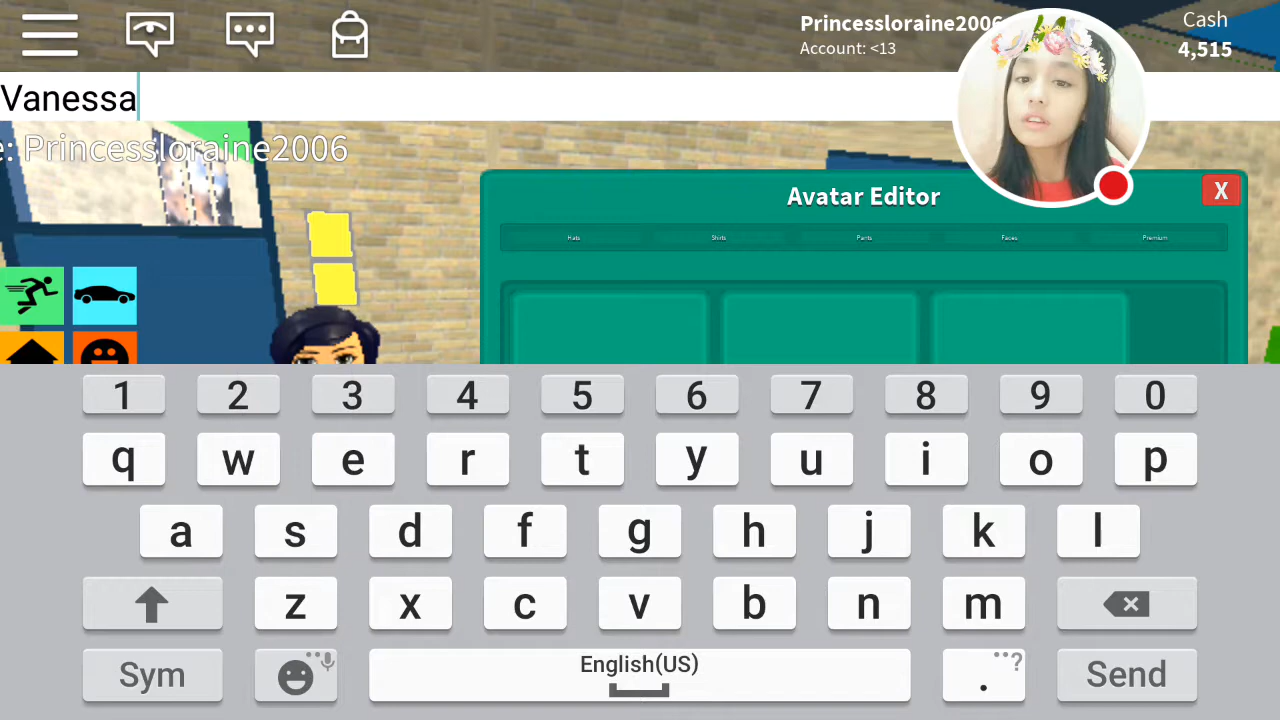 Princessloraine2006
Account: <13
Cash
4,515
Vanessa
e: Princessloraine2006
Avatar Editor
X
Hats Shirts Pants Faces Premium
1 2 3 4 5 6 7 8 9 0
q w e r t y u i o p
a s d f g h j k l
z x c v b n m
Sym
English(US)
. ?
Send